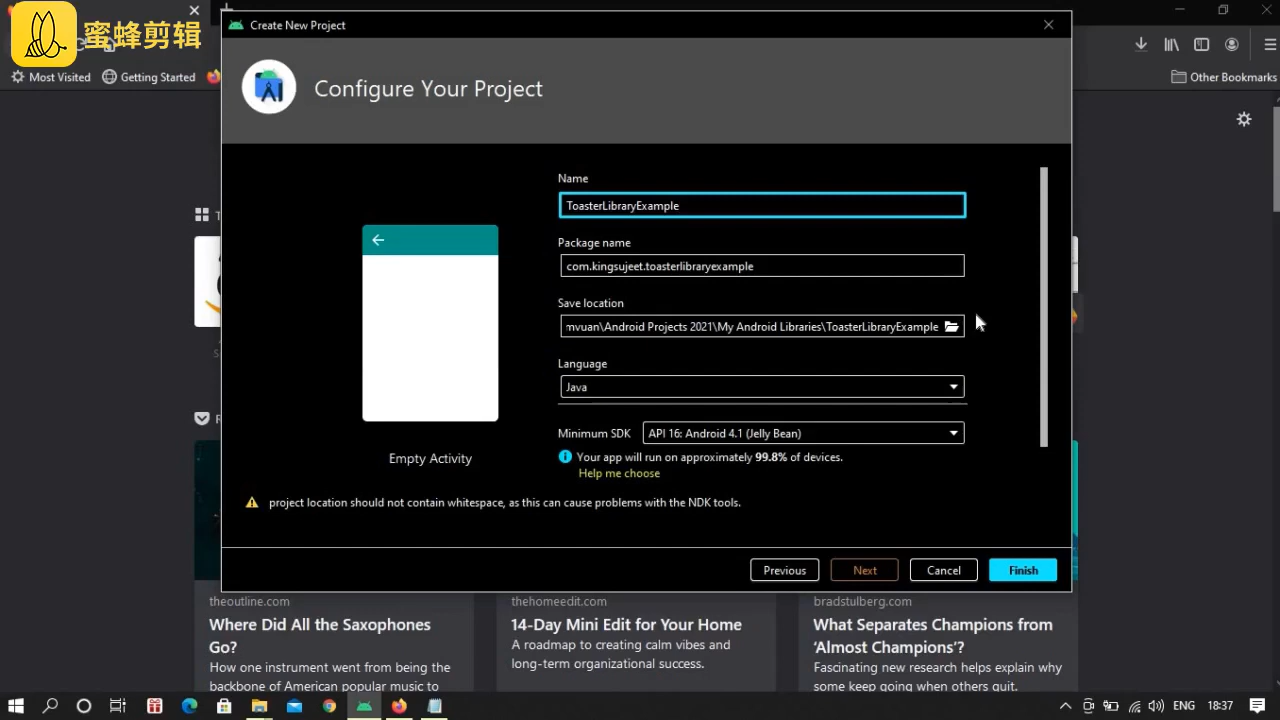 Create New Project
蜜蜂剪辑
Most Visited
Getting Started
Other Bookmarks
Configure Your Project
Name
ToasterLibraryExample
Package name
com.kingsujeet.toasterlibraryexample
Save location
mvuan\Android Projects 2021\My Android Libraries\ToasterLibraryExample
Language
Java
Minimum SDK
API 16: Android 4.1 (Jelly Bean)
Your app will run on approximately 99.8% of devices.
Help me choose
Empty Activity
project location should not contain whitespace, as this can cause problems with the NDK tools.
Previous
Next
Cancel
Finish
theoutline.com
Where Did All the Saxophones
Go?
How one instrument went from being the
backbone of American popular music to
thehomeedit.com
14-Day Mini Edit for Your Home
A roadmap to creating calm vibes and
long-term organizational success.
bradstulberg.com
What Separates Champions from
‘Almost Champions’?
Fascinating new research helps explain why
some keep going when others quit.
ENG
18:37